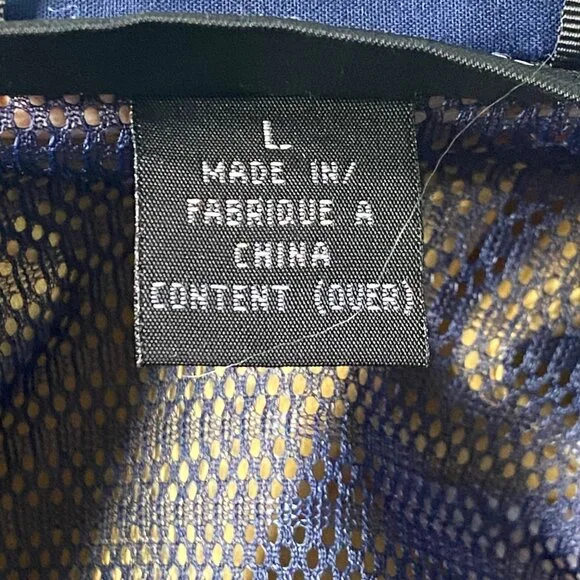 L
MADE IN/
FABRIQUE A
CHINA
CONTENT (OVER)